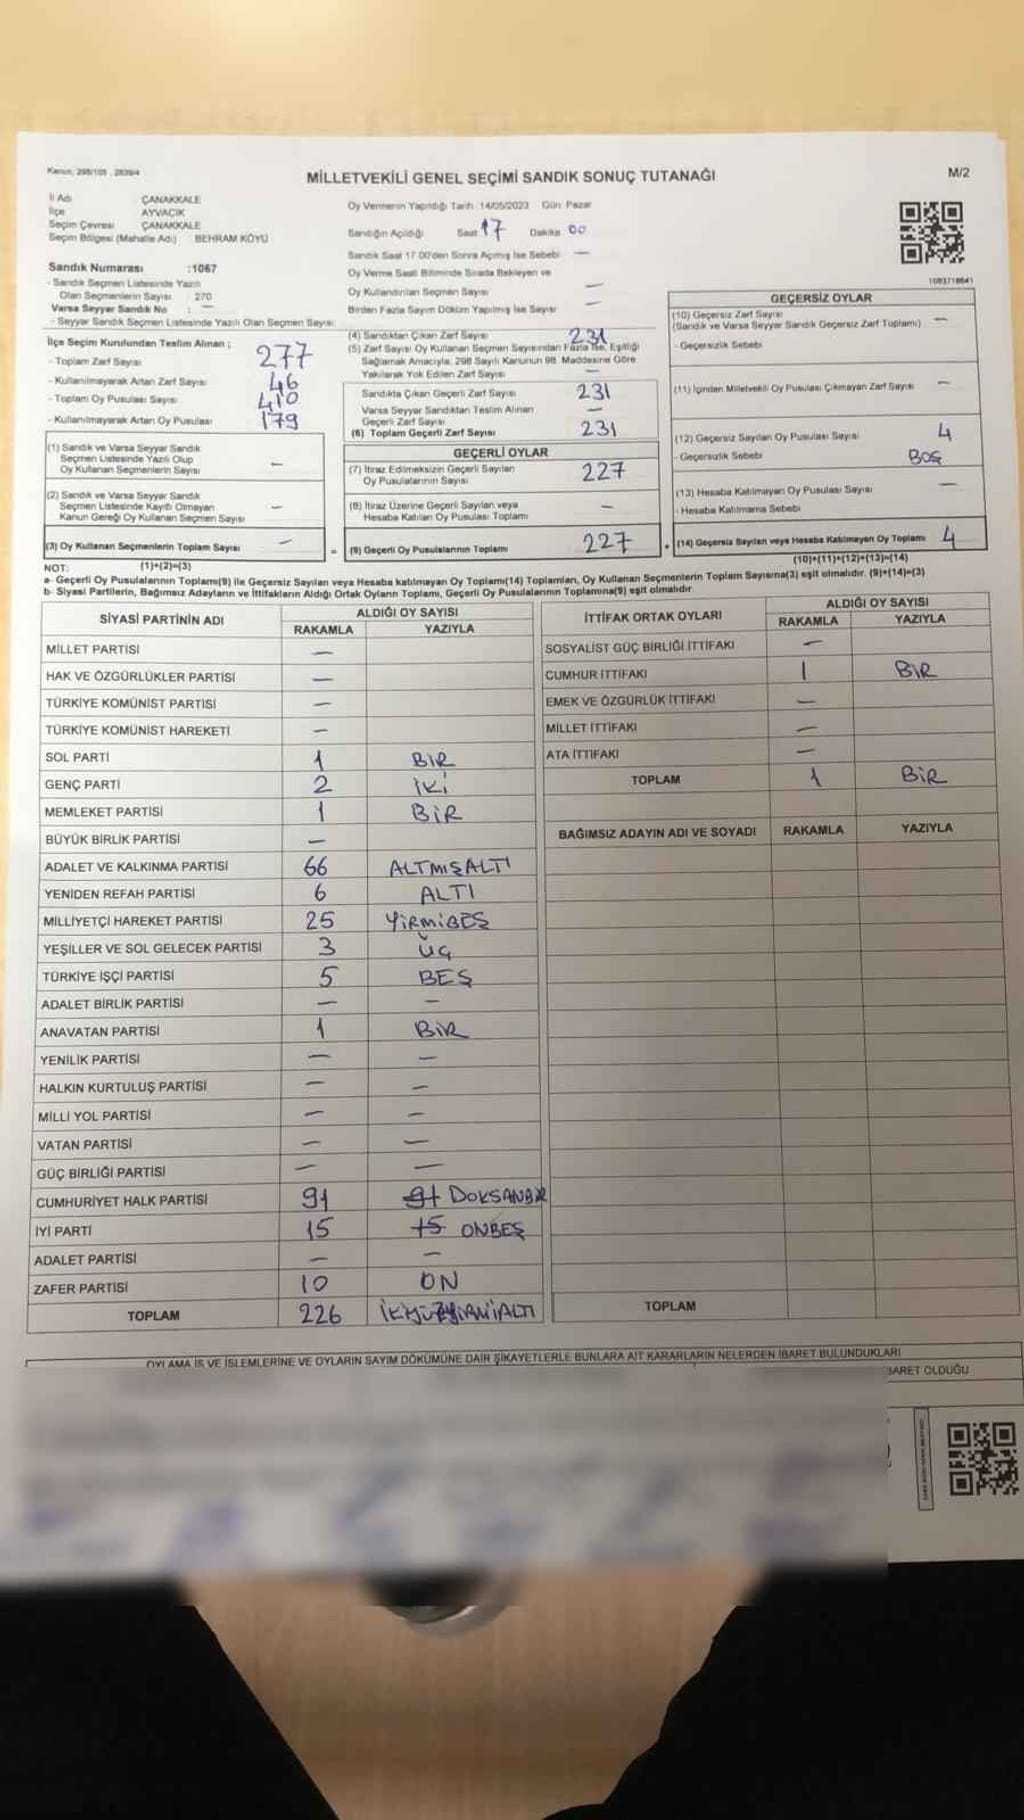 Kanun: 298/105 , 2839/4
MİLLETVEKİLİ GENEL SEÇİMİ SANDIK SONUÇ TUTANAĞI
M/2
İl Adı ÇANAKKALE
İlçe AYVACIK
Seçim Çevresi ÇANAKKALE
Seçim Bölgesi (Mahalle Adı) BEHRAM KÖYÜ
Sandık Numarası :1067
- Sandık Seçmen Listesinde Yazılı
Olan Seçmenlerin Sayısı 270
Varsa Seyyar Sandık No : —
- Seyyar Sandık Seçmen Listesinde Yazılı Olan Seçmen Sayısı:
Oy Vermenin Yapıldığı Tarih :14/05/2023 Gün: Pazar
Sandığın Açıldığı Saat 17 Dakika 00
Sandık Saat 17.00'den Sonra Açılmış İse Sebebi —
Oy Verme Saati Bitiminde Sırada Bekleyen ve
Oy Kullandırılan Seçmen Sayısı —
Birden Fazla Sayım Döküm Yapılmış İse Sayısı —
1083718641
İlçe Seçim Kurulundan Teslim Alınan ;
- Toplam Zarf Sayısı 277
- Kullanılmayarak Artan Zarf Sayısı 46
- Toplam Oy Pusulası Sayısı 410
- Kullanılmayarak Artan Oy Pusulası 179
(4) Sandıktan Çıkan Zarf Sayısı 231
(5) Zarf Sayısı Oy Kullanan Seçmen Sayısından Fazla İse, Eşitliği
Sağlamak Amacıyla, 298 Sayılı Kanunun 98. Maddesine Göre
Yakılarak Yok Edilen Zarf Sayısı —
Sandıkta Çıkan Geçerli Zarf Sayısı 231
Varsa Seyyar Sandıktan Teslim Alınan
Geçerli Zarf Sayısı —
(6) Toplam Geçerli Zarf Sayısı 231
GEÇERSİZ OYLAR
(10) Geçersiz Zarf Sayısı —
(Sandık ve Varsa Seyyar Sandık Geçersiz Zarf Toplamı)
- Geçersizlik Sebebi
(11) İçinden Milletvekili Oy Pusulası Çıkmayan Zarf Sayısı —
(12) Geçersiz Sayılan Oy Pusulası Sayısı 4
- Geçersizlik Sebebi BOŞ
(13) Hesaba Katılmayan Oy Pusulası Sayısı —
- Hesaba Katılmama Sebebi
(1) Sandık ve Varsa Seyyar Sandık
Seçmen Listesinde Yazılı Olup
Oy Kullanan Seçmenlerin Sayısı —
(2) Sandık ve Varsa Seyyar Sandık
Seçmen Listesinde Kayıtlı Olmayan
Kanun Gereği Oy Kullanan Seçmen Sayısı —
GEÇERLİ OYLAR
(7) İtiraz Edilmeksizin Geçerli Sayılan
Oy Pusulalarının Sayısı 227
(8) İtiraz Üzerine Geçerli Sayılan veya
Hesaba Katılan Oy Pusulası Toplamı —
(3) Oy Kullanan Seçmenlerin Toplam Sayısı — = (9) Geçerli Oy Pusulalarının Toplamı 227 + (14) Geçersiz Sayılan veya Hesaba Katılmayan Oy Toplamı 4
NOT: (1)+(2)=(3) (10)+(11)+(12)+(13)=(14)
a- Geçerli Oy Pusulalarının Toplamı(9) ile Geçersiz Sayılan veya Hesaba katılmayan Oy Toplamı(14) Toplamları, Oy Kullanan Seçmenlerin Toplam Sayısına(3) eşit olmalıdır. (9)+(14)=(3)
b- Siyasi Partilerin, Bağımsız Adayların ve İttifakların Aldığı Ortak Oyların Toplamı, Geçerli Oy Pusulalarının Toplamına(9) eşit olmalıdır.
SİYASİ PARTİNİN ADI ALDIĞI OY SAYISI
RAKAMLA YAZIYLA
MİLLET PARTİSİ —
HAK VE ÖZGÜRLÜKLER PARTİSİ —
TÜRKİYE KOMÜNİST PARTİSİ —
TÜRKİYE KOMÜNİST HAREKETİ —
SOL PARTİ 1 BİR
GENÇ PARTİ 2 İKİ
MEMLEKET PARTİSİ 1 BİR
BÜYÜK BİRLİK PARTİSİ —
ADALET VE KALKINMA PARTİSİ 66 ALTMIŞALTI
YENİDEN REFAH PARTİSİ 6 ALTI
MİLLİYETÇİ HAREKET PARTİSİ 25 YİRMİBEŞ
YEŞİLLER VE SOL GELECEK PARTİSİ 3 ÜÇ
TÜRKİYE İŞÇİ PARTİSİ 5 BEŞ
ADALET BİRLİK PARTİSİ — —
ANAVATAN PARTİSİ 1 BİR
YENİLİK PARTİSİ — —
HALKIN KURTULUŞ PARTİSİ — —
MİLLİ YOL PARTİSİ — —
VATAN PARTİSİ — —
GÜÇ BİRLİĞİ PARTİSİ — —
CUMHURİYET HALK PARTİSİ 91 91 DOKSANBİR
İYİ PARTİ 15 15 ONBEŞ
ADALET PARTİSİ — —
ZAFER PARTİSİ 10 ON
TOPLAM 226 İKİYÜZYİRMİALTI
İTTİFAK ORTAK OYLARI ALDIĞI OY SAYISI
RAKAMLA YAZIYLA
SOSYALİST GÜÇ BİRLİĞİ İTTİFAKI —
CUMHUR İTTİFAKI 1 BİR
EMEK VE ÖZGÜRLÜK İTTİFAKI —
MİLLET İTTİFAKI —
ATA İTTİFAKI —
TOPLAM 1 BİR
BAĞIMSIZ ADAYIN ADI VE SOYADI RAKAMLA YAZIYLA
TOPLAM
OYLAMA İŞ VE İŞLEMLERİNE VE OYLARIN SAYIM DÖKÜMÜNE DAİR ŞİKAYETLERLE BUNLARA AİT KARARLARIN NELERDEN İBARET BULUNDUKLARI
BARET OLDUĞU